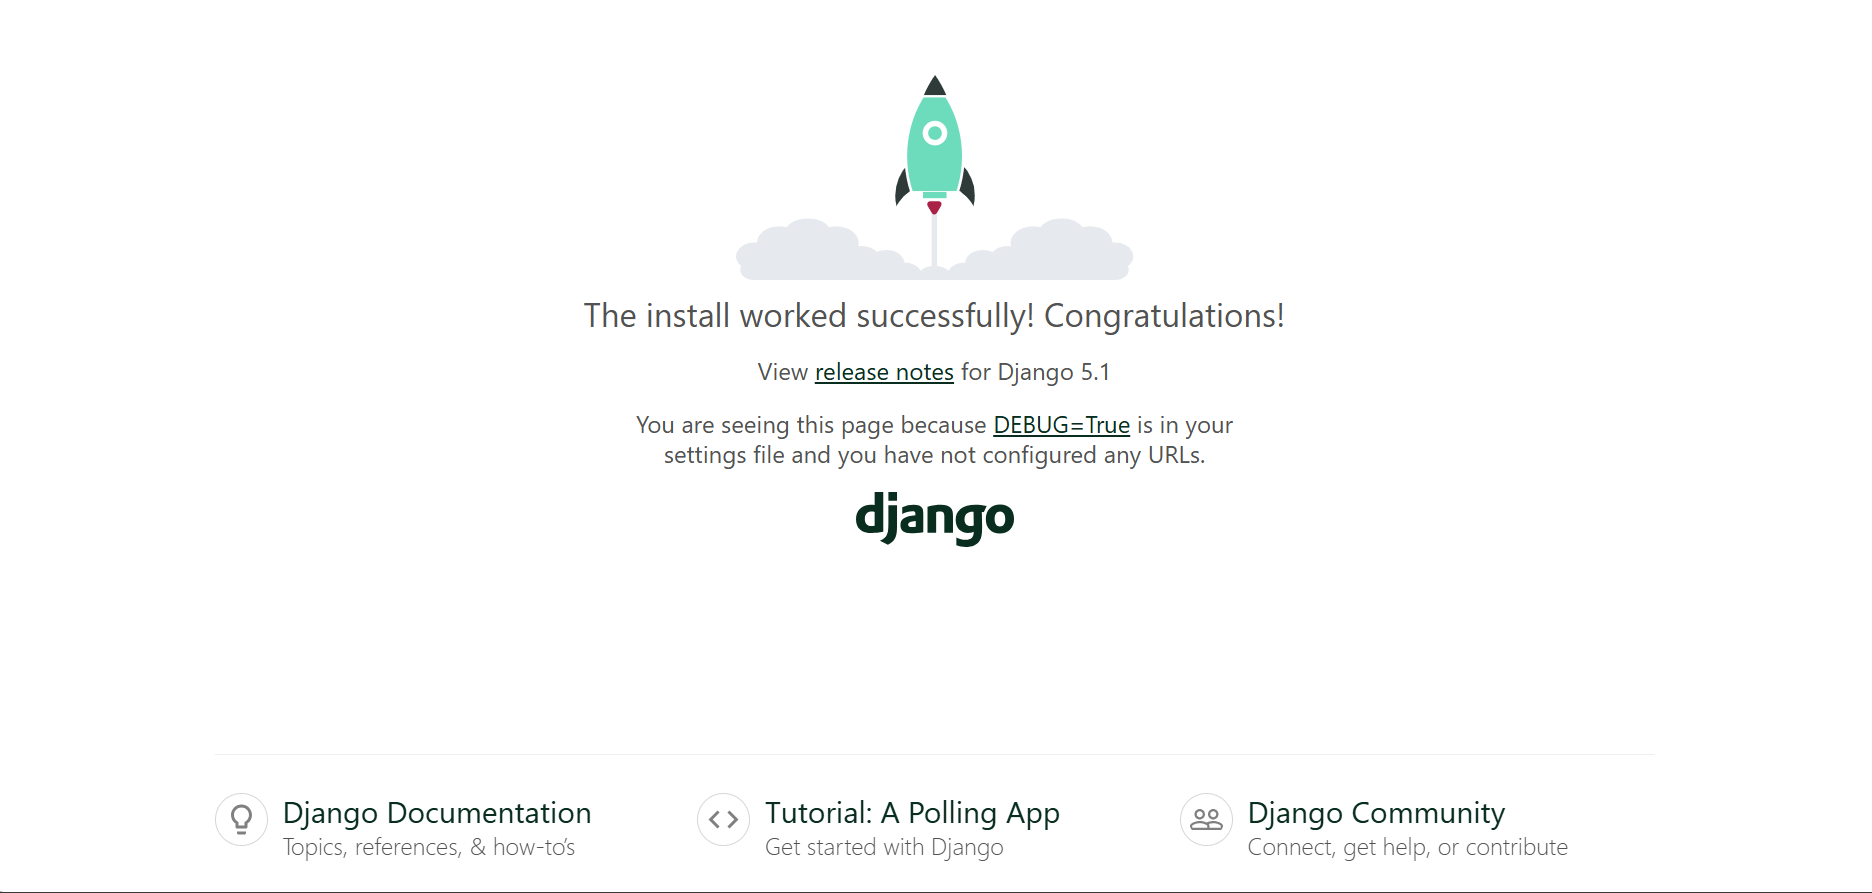 The install worked successfully! Congratulations!
View release notes for Django 5.1
You are seeing this page because DEBUG=True is in your
settings file and you have not configured any URLs.
django
Django Documentation
Topics, references, & how-to’s
Tutorial: A Polling App
Get started with Django
Django Community
Connect, get help, or contribute